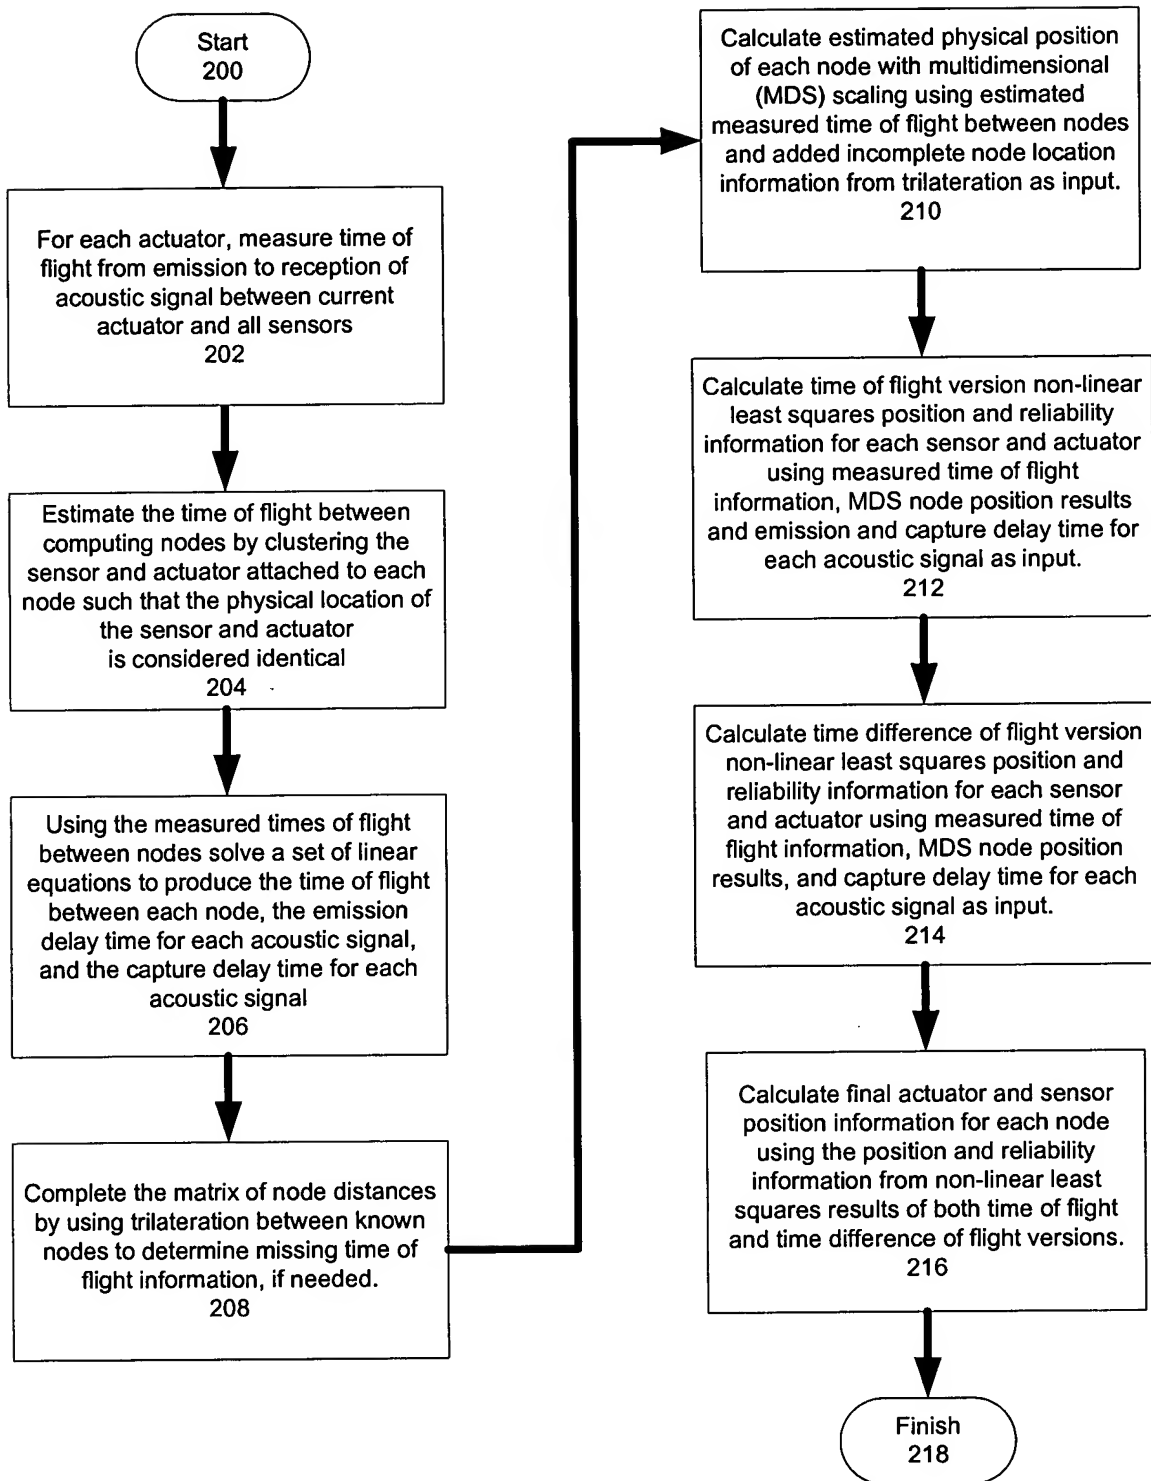 Start
200
For each actuator, measure time of
flight from emission to reception of
acoustic signal between current
actuator and all sensors
202
Estimate the time of flight between
computing nodes by clustering the
sensor and actuator attached to each
node such that the physical location of
the sensor and actuator
is considered identical
204
Using the measured times of flight
between nodes solve a set of linear
equations to produce the time of flight
between each node, the emission
delay time for each acoustic signal,
and the capture delay time for each
acoustic signal
206
Complete the matrix of node distances
by using trilateration between known
nodes to determine missing time of
flight information, if needed.
208
Calculate estimated physical position
of each node with multidimensional
(MDS) scaling using estimated
measured time of flight between nodes
and added incomplete node location
information from trilateration as input.
210
Calculate time of flight version non-linear
least squares position and reliability
information for each sensor and actuator
using measured time of flight
information, MDS node position results
and emission and capture delay time for
each acoustic signal as input.
212
Calculate time difference of flight version
non-linear least squares position and
reliability information for each sensor
and actuator using measured time of
flight information, MDS node position
results, and capture delay time for each
acoustic signal as input.
214
Calculate final actuator and sensor
position information for each node
using the position and reliability
information from non-linear least
squares results of both time of flight
and time difference of flight versions.
216
Finish
218